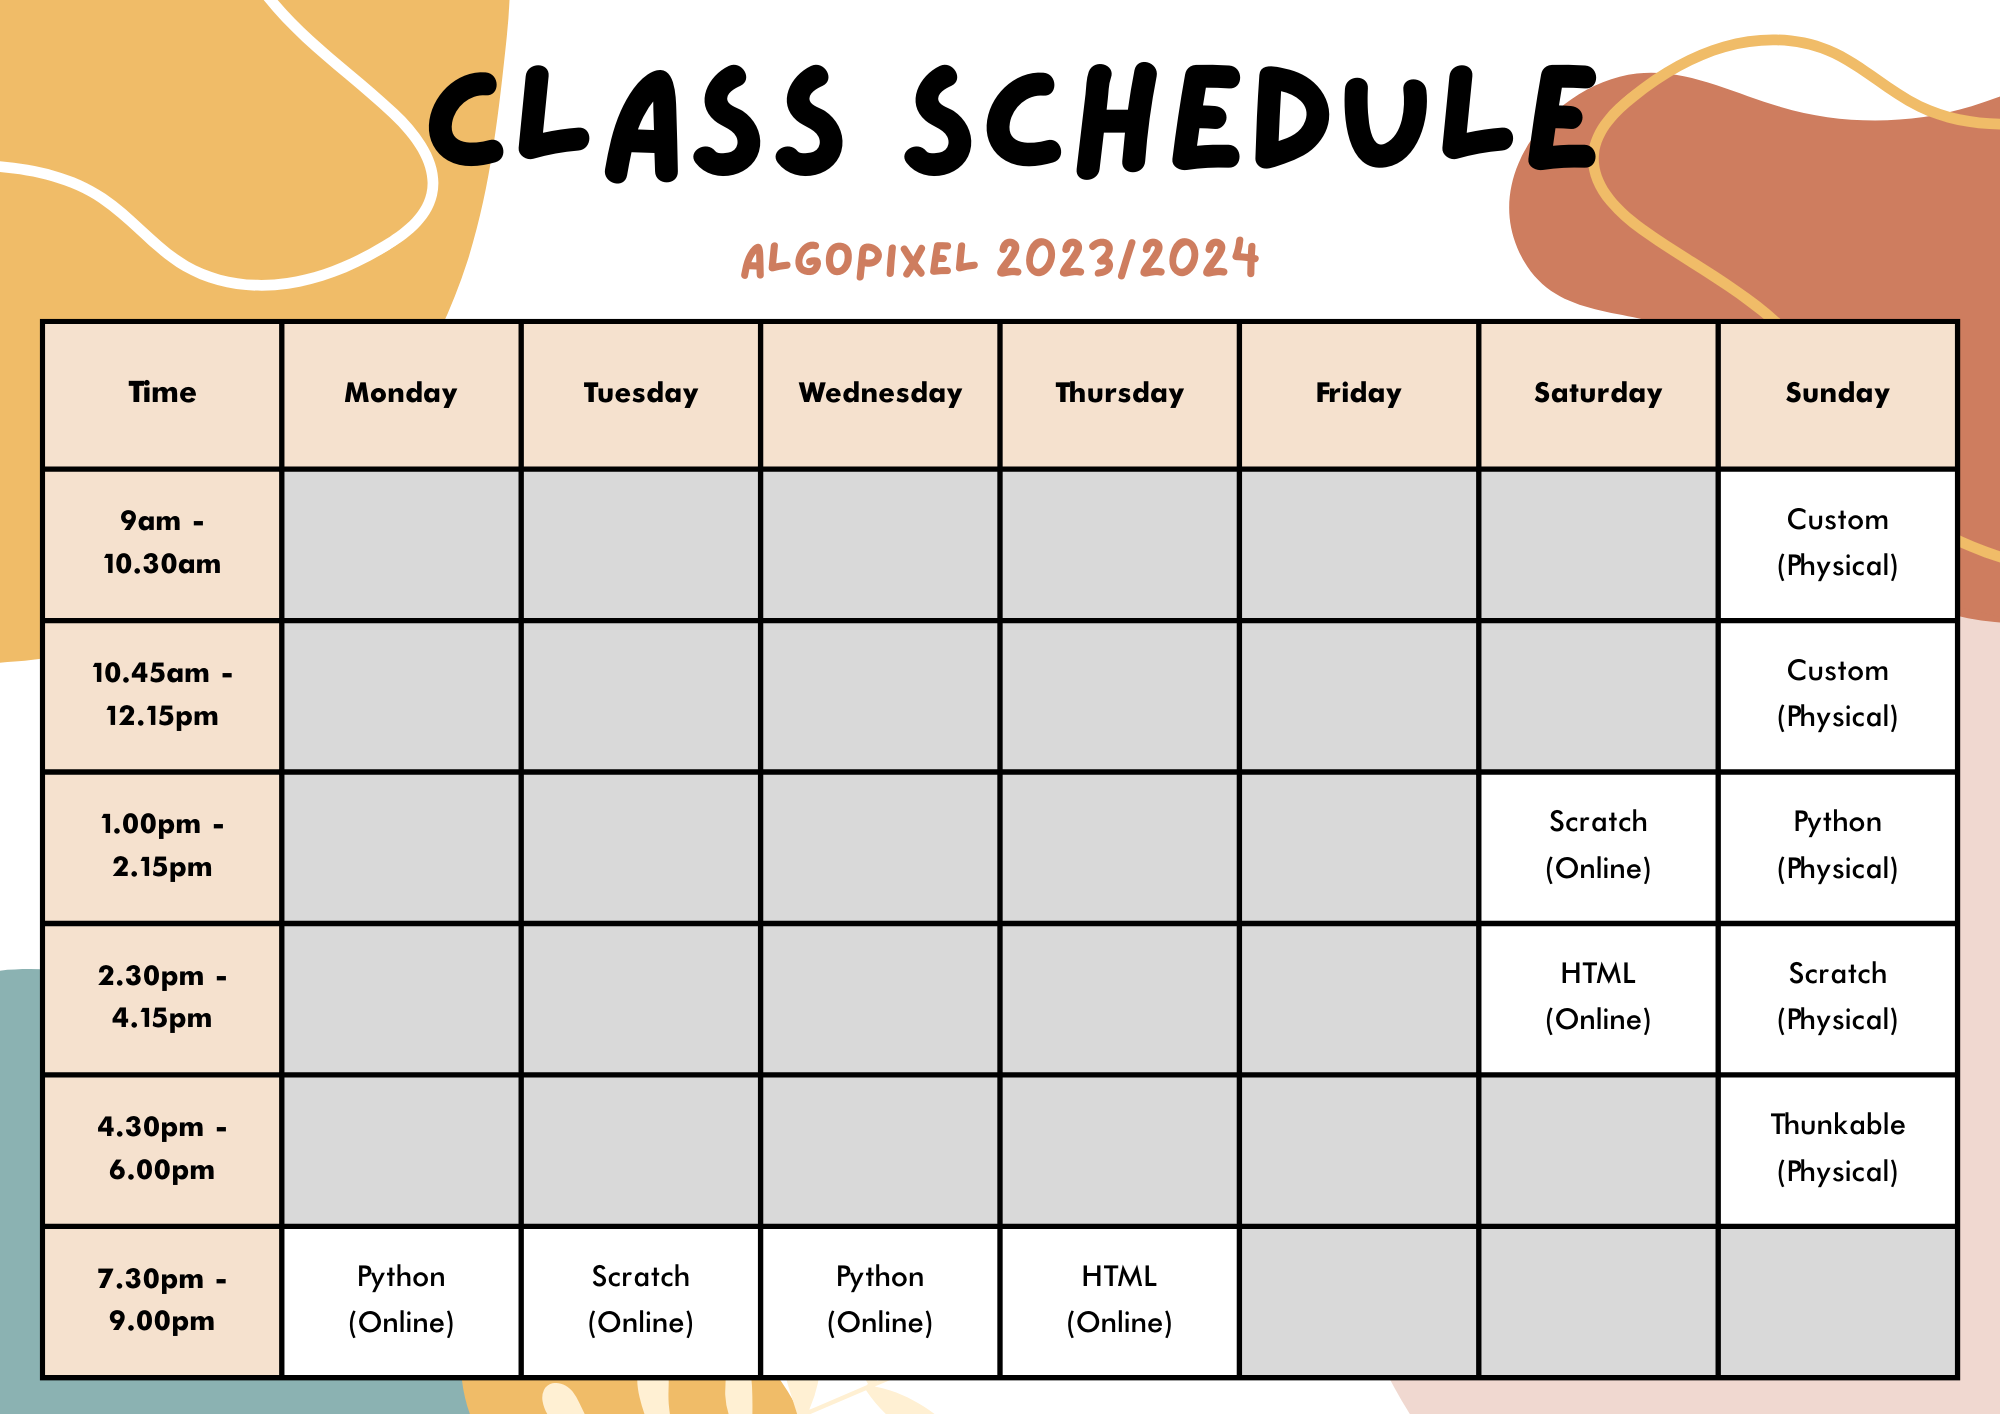 CLASS SCHEDULE
ALGOPIXEL 2023/2024
Time Monday Tuesday Wednesday Thursday Friday Saturday Sunday
9am -
10.30am
Custom
(Physical)
10.45am -
12.15pm
Custom
(Physical)
1.00pm -
2.15pm
Scratch
(Online)
Python
(Physical)
2.30pm -
4.15pm
HTML
(Online)
Scratch
(Physical)
4.30pm -
6.00pm
Thunkable
(Physical)
7.30pm -
9.00pm
Python
(Online)
Scratch
(Online)
Python
(Online)
HTML
(Online)